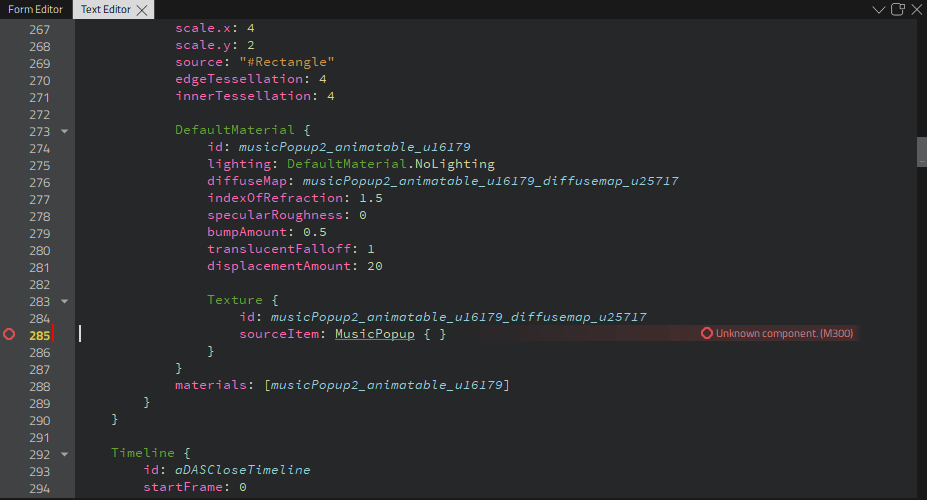 Form Editor Text Editor
267 scale.x: 4
268 scale.y: 2
269 source: "#Rectangle"
270 edgeTessellation: 4
271 innerTessellation: 4
272
273 DefaultMaterial {
274 id: musicPopup2_animatable_u16179
275 lighting: DefaultMaterial.NoLighting
276 diffuseMap: musicPopup2_animatable_u16179_diffusemap_u25717
277 indexOfRefraction: 1.5
278 specularRoughness: 0
279 bumpAmount: 0.5
280 translucentFalloff: 1
281 displacementAmount: 20
282
283 Texture {
284 id: musicPopup2_animatable_u16179_diffusemap_u25717
285 sourceItem: MusicPopup { } Unknown component. (M300)
286 }
287 }
288 materials: [musicPopup2_animatable_u16179]
289 }
290 }
291
292 Timeline {
293 id: aDASCloseTimeline
294 startFrame: 0